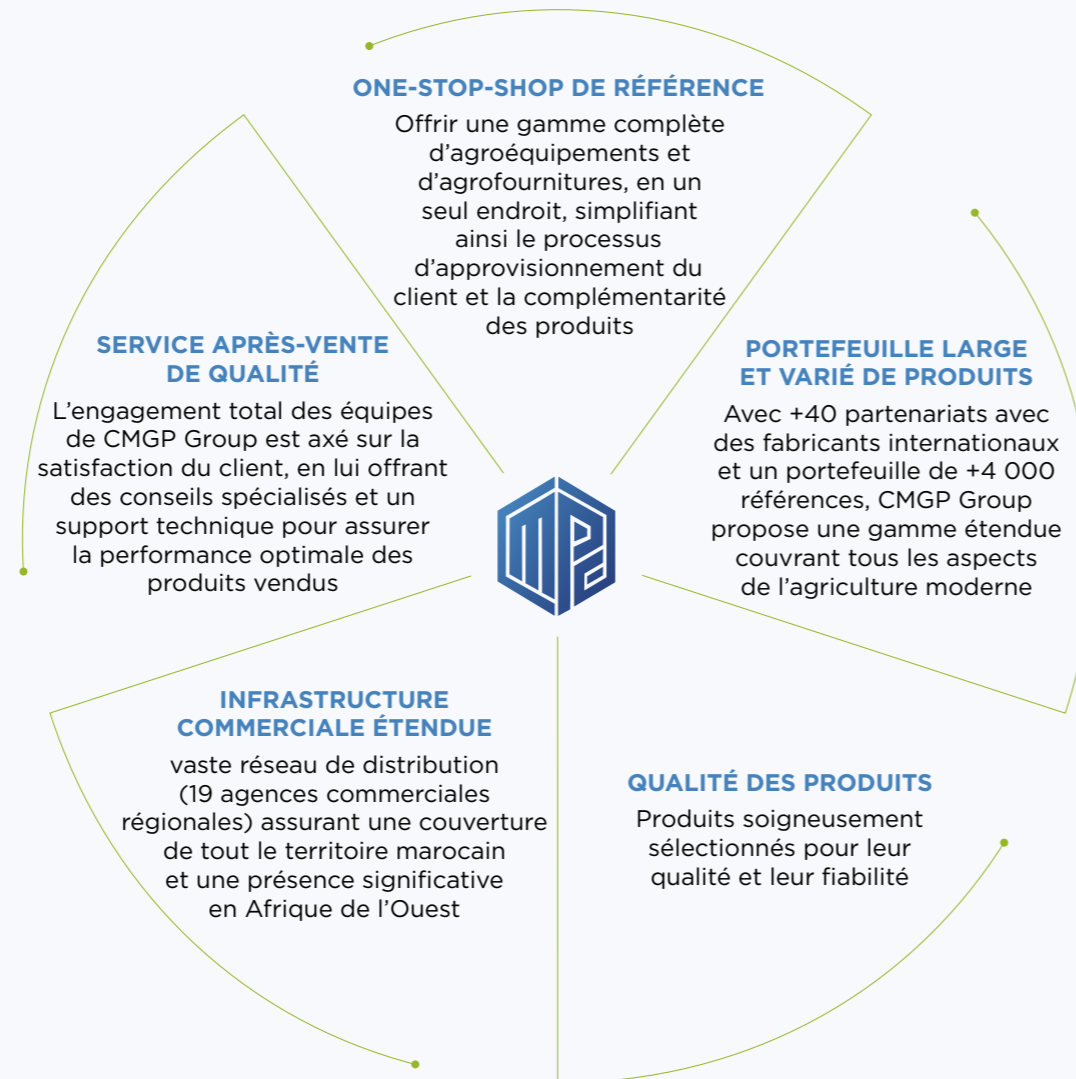 ONE-STOP-SHOP DE RÉFÉRENCE
Offrir une gamme complète
d’agroéquipements et
d’agrofournitures, en un
seul endroit, simplifiant
ainsi le processus
d’approvisionnement du
client et la complémentarité
des produits
SERVICE APRÈS-VENTE
DE QUALITÉ
L’engagement total des équipes
de CMGP Group est axé sur la
satisfaction du client, en lui offrant
des conseils spécialisés et un
support technique pour assurer
la performance optimale des
produits vendus
PORTEFEUILLE LARGE
ET VARIÉ DE PRODUITS
Avec +40 partenariats avec
des fabricants internationaux
et un portefeuille de +4 000
références, CMGP Group
propose une gamme étendue
couvrant tous les aspects
de l’agriculture moderne
INFRASTRUCTURE
COMMERCIALE ÉTENDUE
vaste réseau de distribution
(19 agences commerciales
régionales) assurant une couverture
de tout le territoire marocain
et une présence significative
en Afrique de l’Ouest
QUALITÉ DES PRODUITS
Produits soigneusement
sélectionnés pour leur
qualité et leur fiabilité